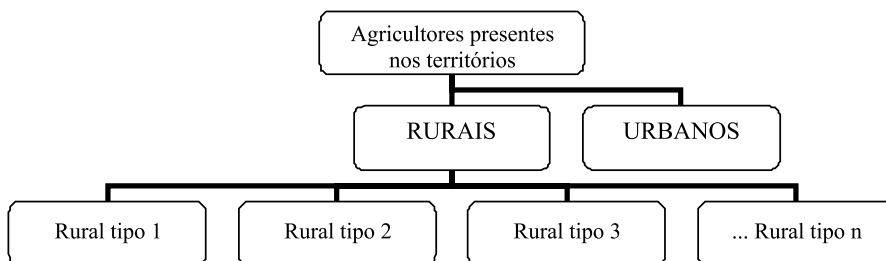 Agricultores presentes
nos territórios
RURAIS
URBANOS
Rural tipo 1
Rural tipo 2
Rural tipo 3
... Rural tipo n